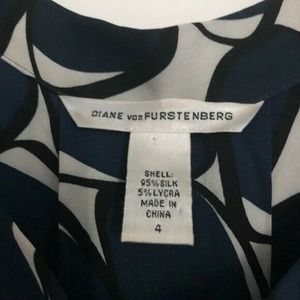 DIANE VON FURSTENBERG
SHELL:
95%SILK
5%LYCRA
MADE IN
CHINA
4